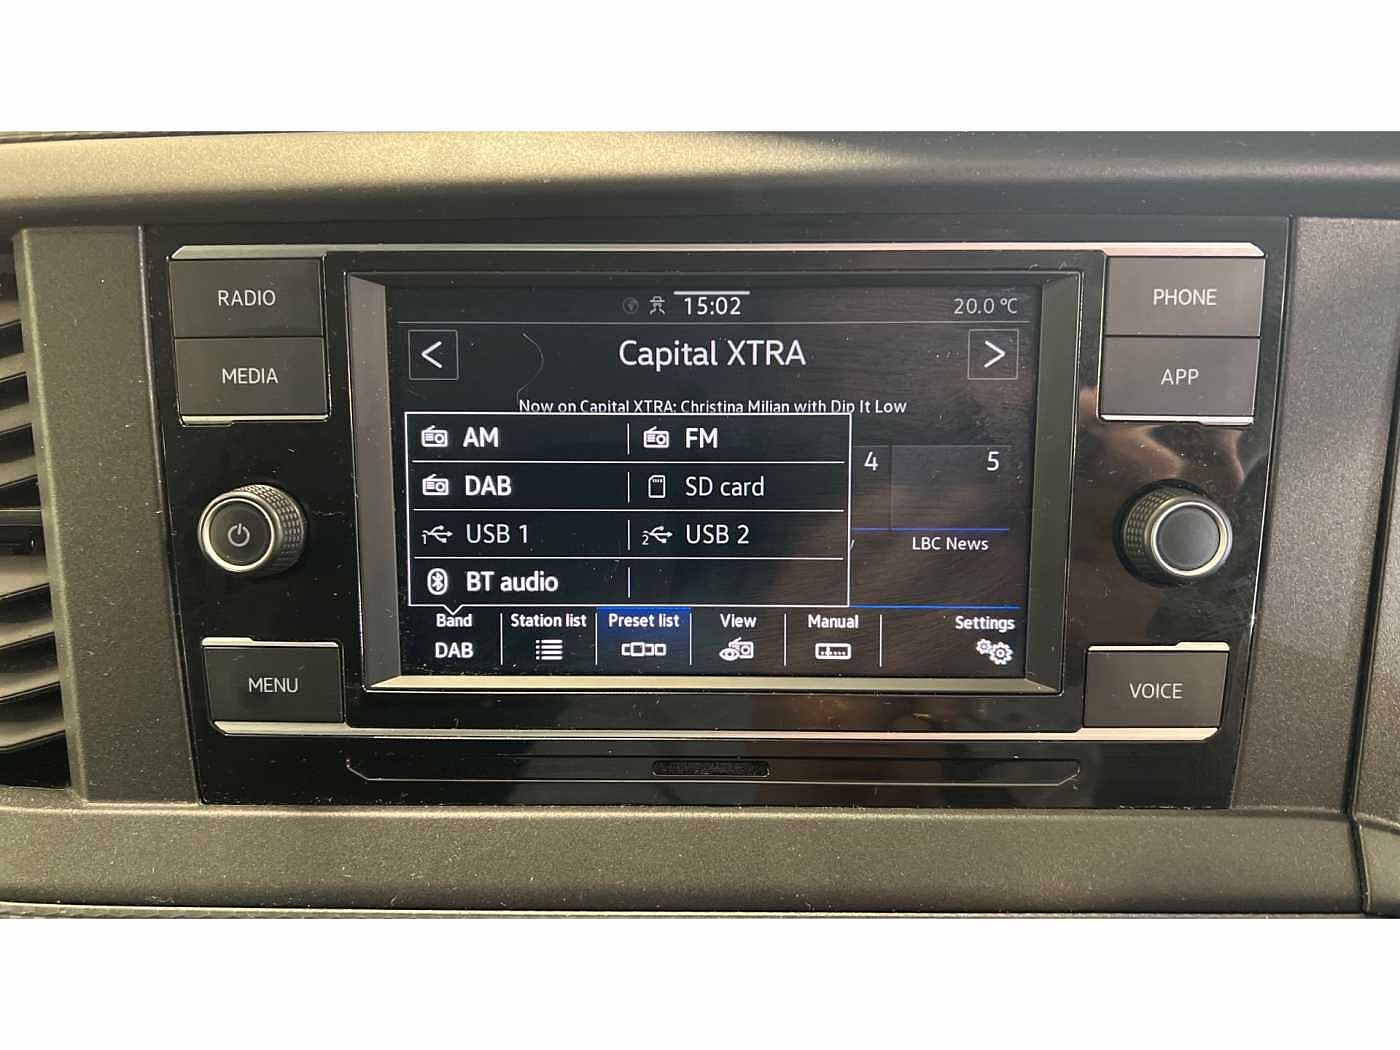 RADIO
MEDIA
MENU
PHONE
APP
VOICE
15:02
20.0 °C
<
Capital XTRA
>
Now on Capital XTRA: Christina Milian with Dip It Low
AM
FM
DAB
SD card
1 USB 1
2 USB 2
BT audio
4
5
LBC News
Band
DAB
Station list
Preset list
View
Manual
Settings